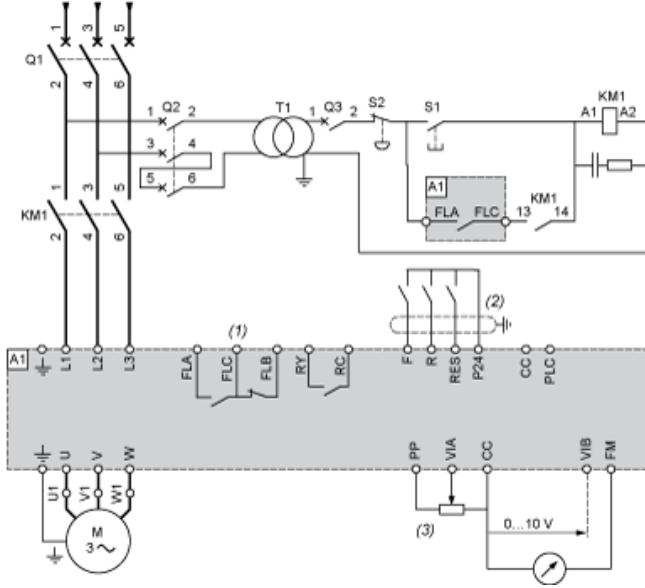 1 3 5
Q1
2 4 6
1 Q2 2
3 4
5 6
T1
1 Q3 2
S2
S1
KM1
A1 A2
A1
FLA FLC
KM1
13 14
1 3 5
KM1
2 4 6
(1)
(2)
A1
L1 L2 L3
FLA FLC FLB RY RC
F R RES P24 CC PLC
U V W
PP VIA CC VIB FM
U1 V1 W1
M
3
(3)
0...10 V